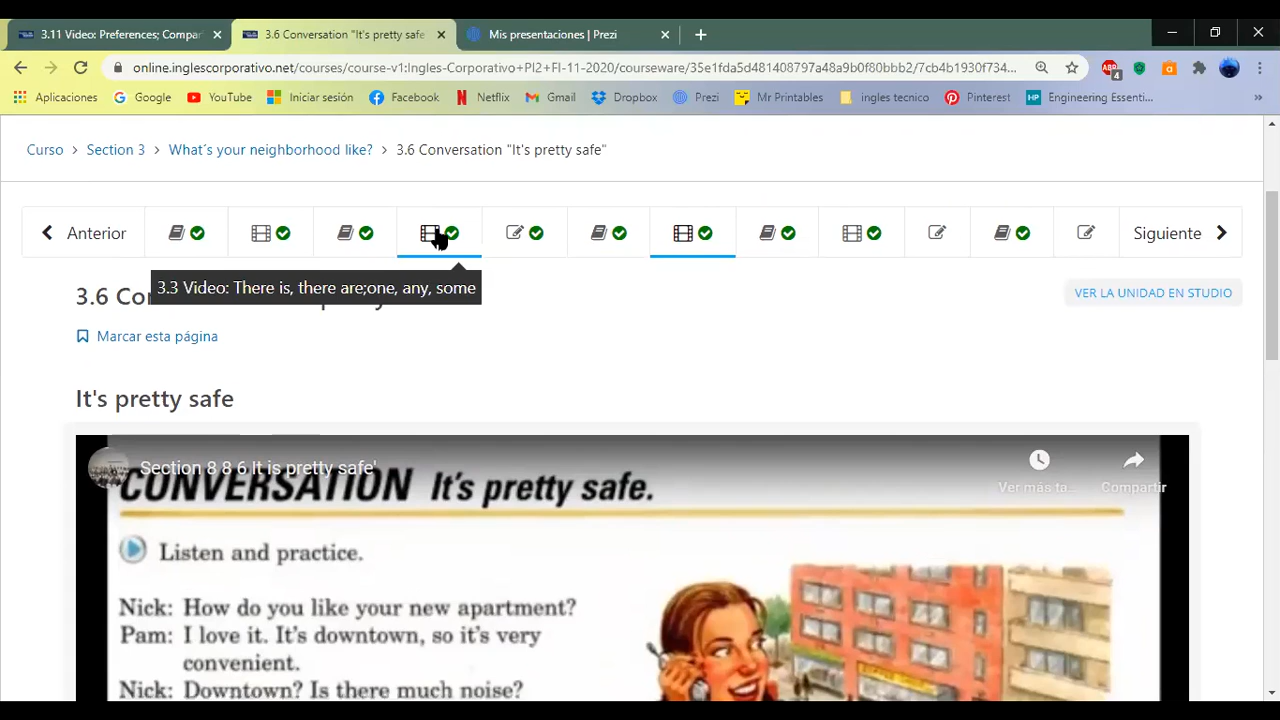 3.11 Video: Preferences; Compar
3.6 Conversation "It's pretty safe
Mis presentaciones | Prezi
online.inglescorporativo.net/courses/course-v1:Ingles-Corporativo+PI2+FI-11-2020/courseware/35e1fda5d481408797a48a9b0f80bbb2/7cb4b1930f734...
ABP
4
Aplicaciones
Google
YouTube
Iniciar sesión
Facebook
Netflix
Gmail
Dropbox
Prezi
Mr Printables
ingles tecnico
Pinterest
HP
Engineering Essenti...
»
Curso > Section 3 > What´s your neighborhood like? > 3.6 Conversation "It's pretty safe"
Anterior
Siguiente
3.3 Video: There is, there are;one, any, some
3.6 Co
VER LA UNIDAD EN STUDIO
Marcar esta página
It's pretty safe
Section 8 8 6 It is pretty safe'
Ver más ta...
Compartir
CONVERSATION It's pretty safe.
Listen and practice.
Nick: How do you like your new apartment?
Pam: I love it. It's downtown, so it's very
convenient.
Nick: Downtown? Is there much noise?